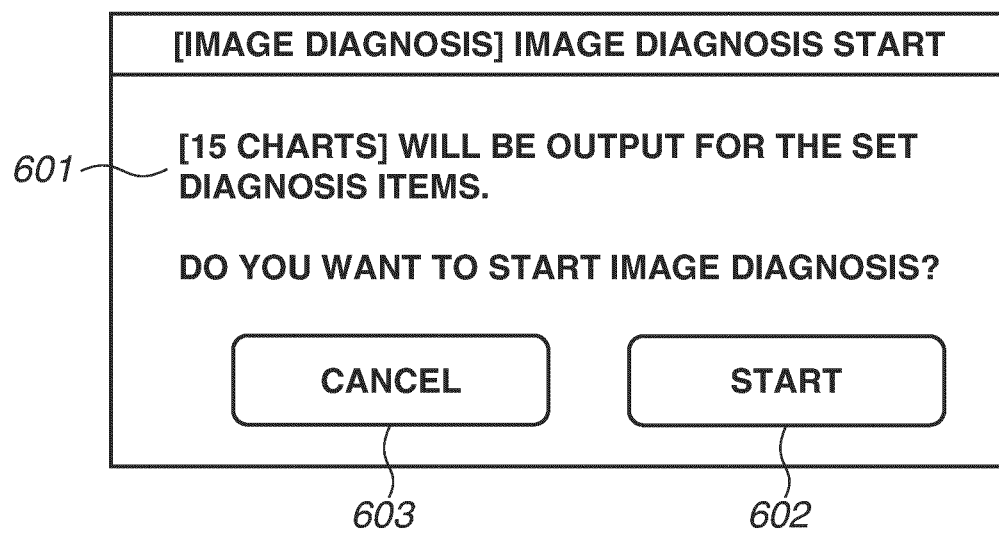 [IMAGE DIAGNOSIS] IMAGE DIAGNOSIS START
[15 CHARTS] WILL BE OUTPUT FOR THE SET
601
DIAGNOSIS ITEMS.
DO YOU WANT TO START IMAGE DIAGNOSIS?
CANCEL
START
603
602